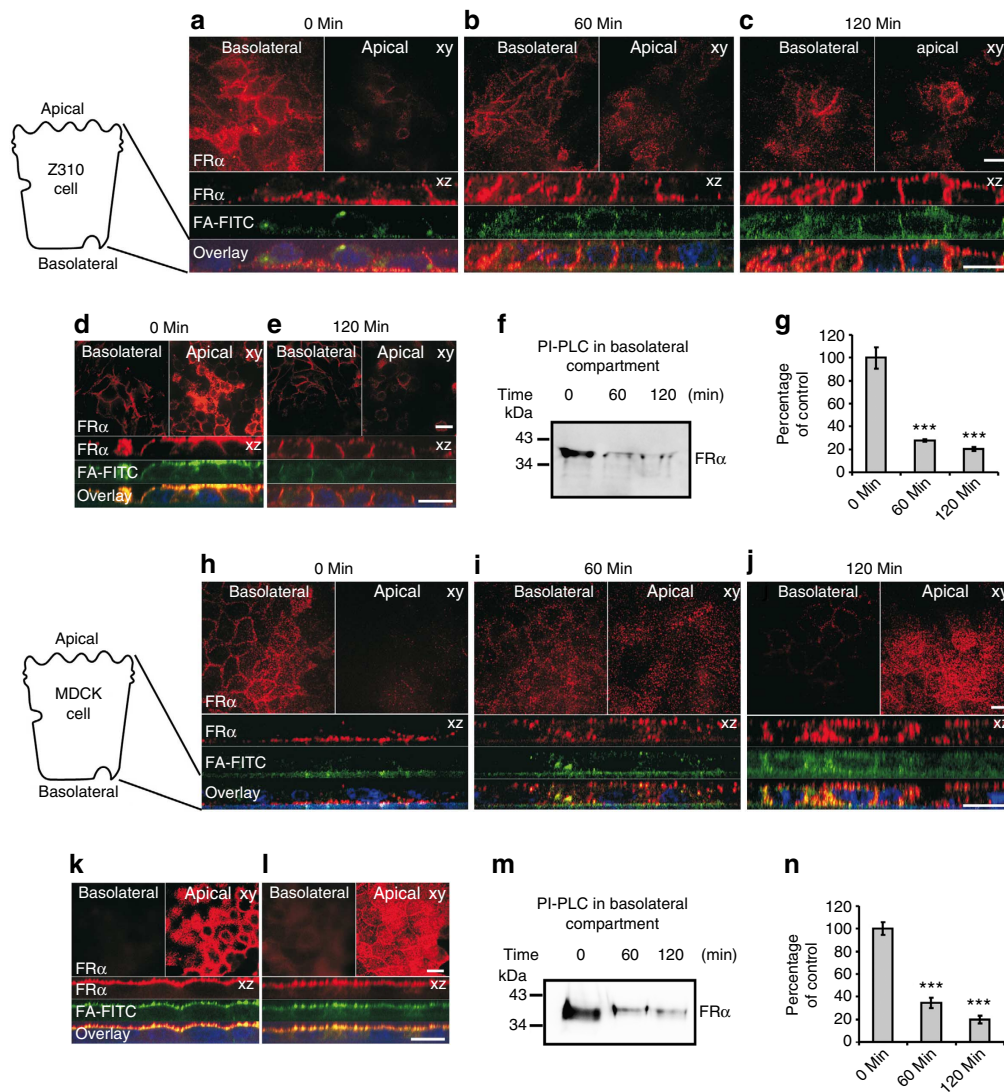 a 0 Min b 60 Min c 120 Min
Basolateral Apical xy Basolateral Apical xy Basolateral apical xy
Apical
Z310
cell
Basolateral
FRα
FRα xz xz xz
FA-FITC
Overlay
d 0 Min e 120 Min
Basolateral Apical xy Basolateral Apical xy
FRα
FRα xz xz
FA-FITC
Overlay
f
PI-PLC in basolateral
compartment
Time 0 60 120 (min)
kDa
43
34
FRα
g
Percentage
of control
120
100
80
60
40
20
0
*** ***
0 Min 60 Min 120 Min
h 0 Min i 60 Min j 120 Min
Basolateral Apical xy Basolateral Apical xy Basolateral Apical xy
Apical
MDCK
cell
Basolateral
FRα
FRα xz xz xz
FA-FITC
Overlay
k l
Basolateral Apical xy Basolateral Apical xy
FRα
FRα xz xz
FA-FITC
Overlay
m
PI-PLC in basolateral
compartment
Time 0 60 120 (min)
kDa
43
34
FRα
n
Percentage
of control
120
100
80
60
40
20
0
*** ***
0 Min 60 Min 120 Min